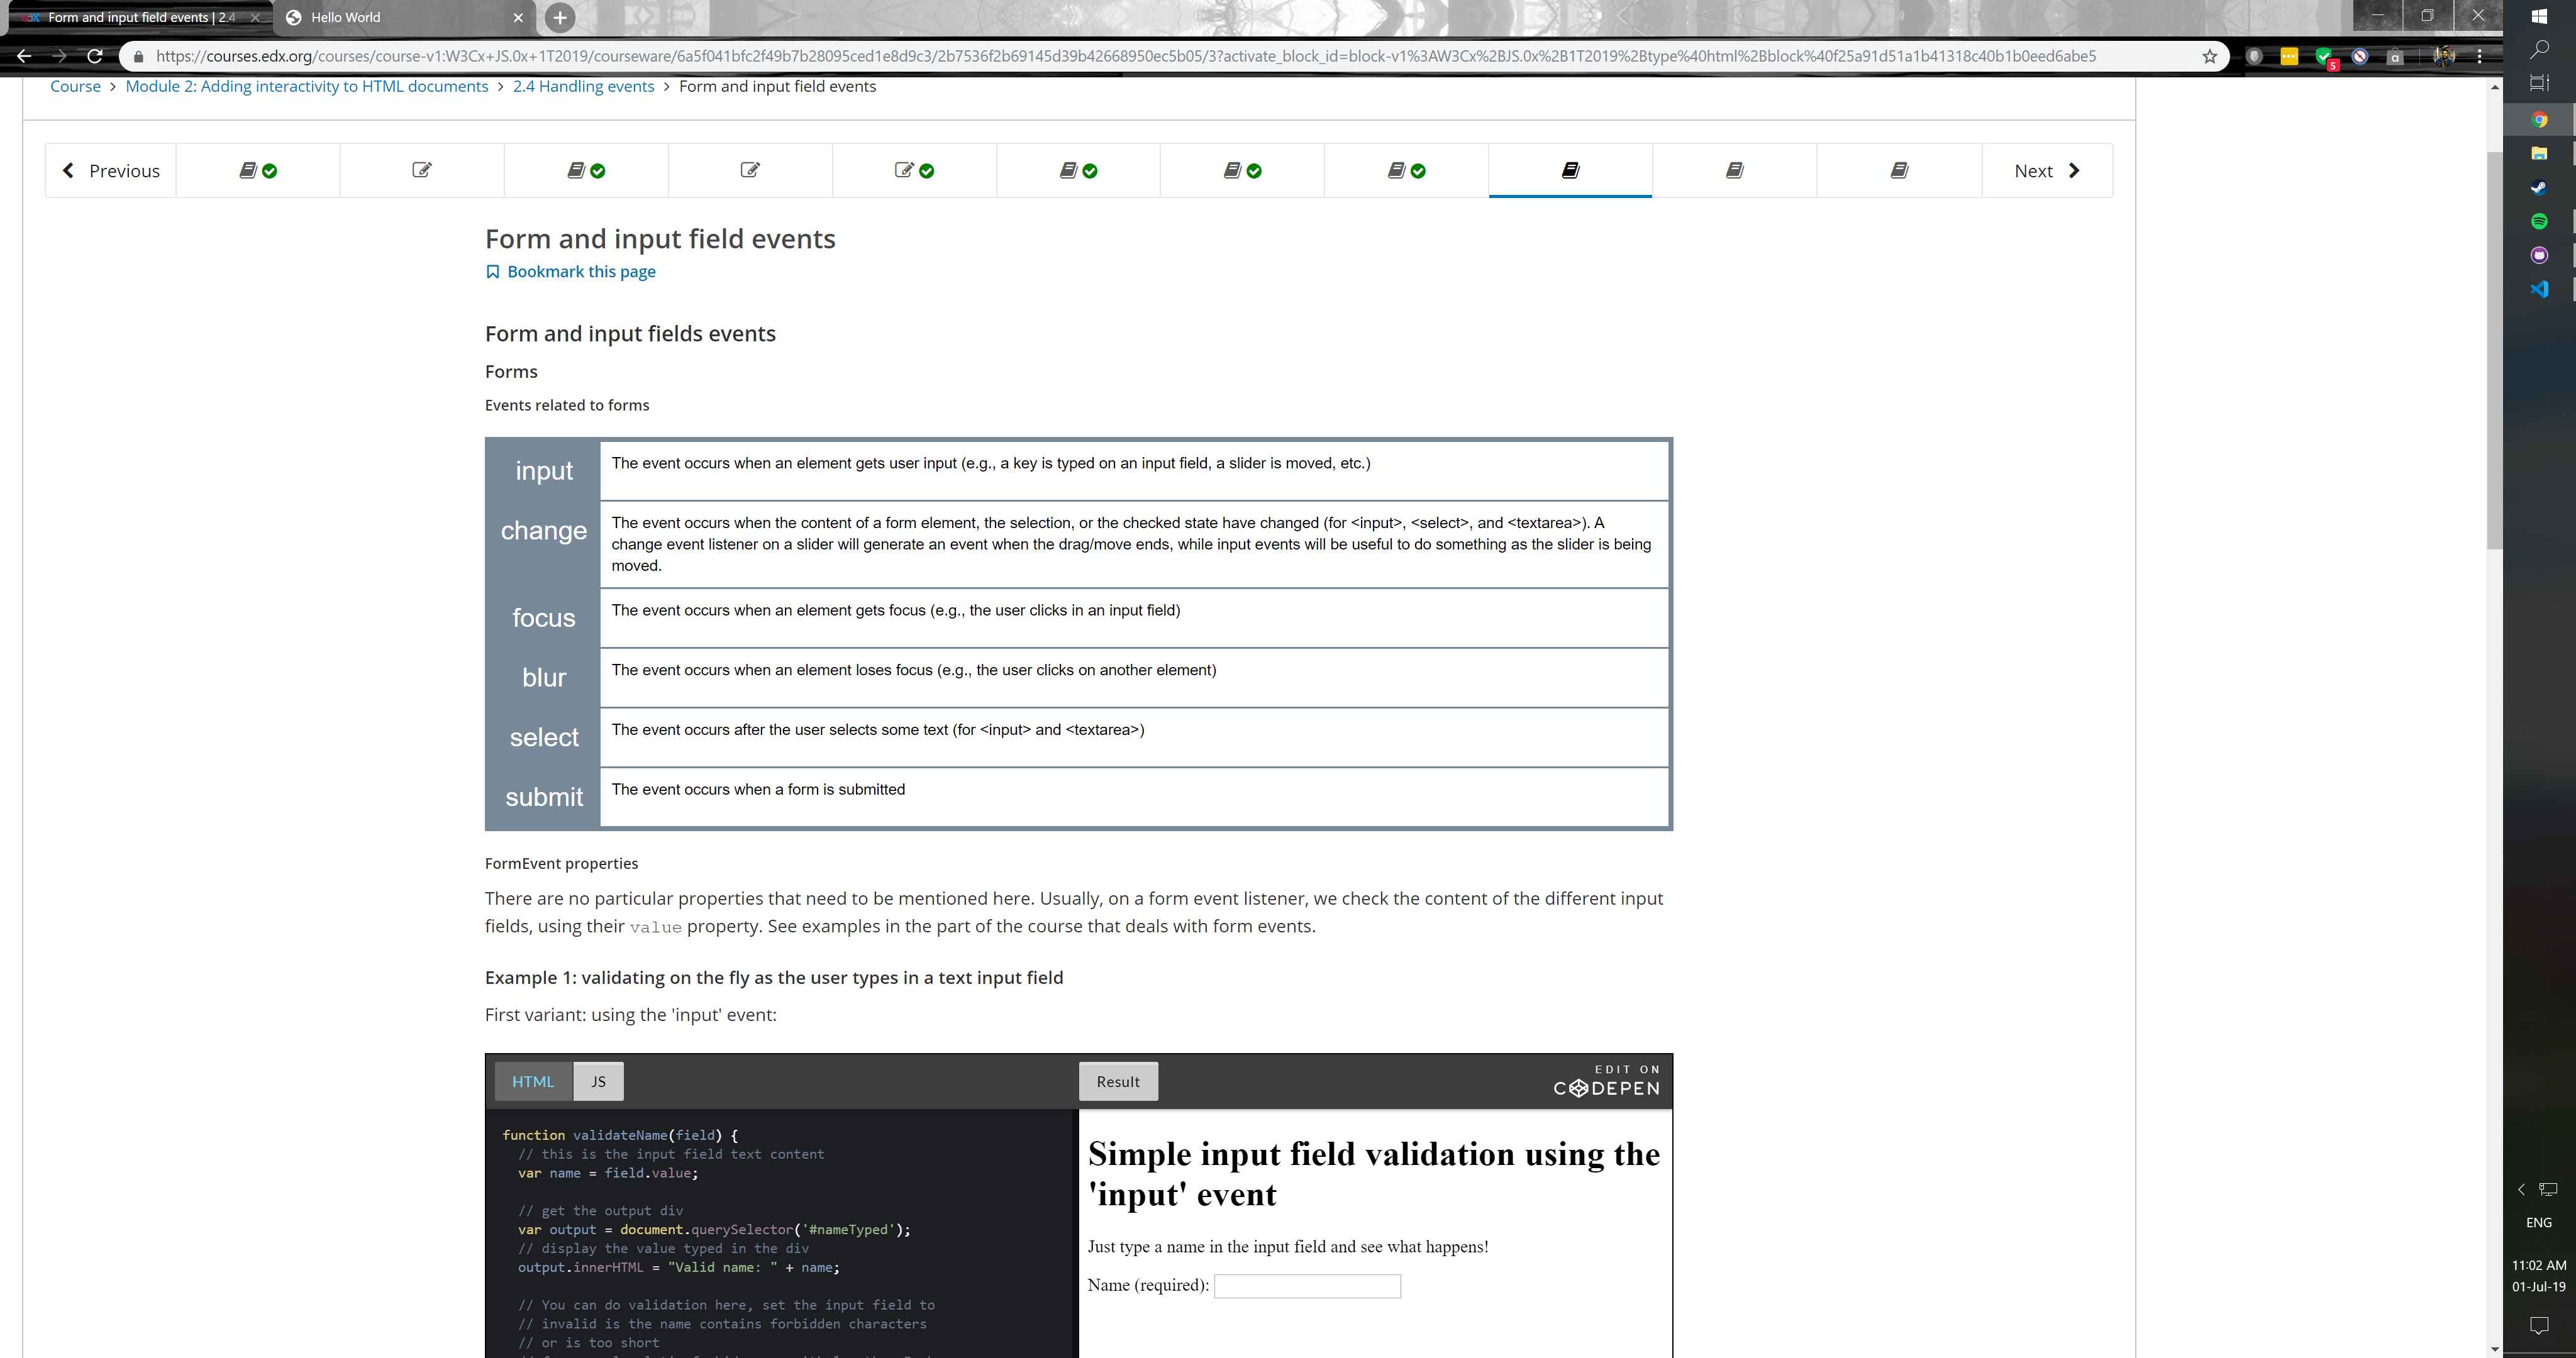 Form and input field events | 2.4
Hello World
https://courses.edx.org/courses/course-v1:W3Cx+JS.0x+1T2019/courseware/6a5f041bfc2f49b7b28095ced1e8d9c3/2b7536f2b69145d39b42668950ec5b05/3?activate_block_id=block-v1%3AW3Cx%2BJS.0x%2B1T2019%2Btype%40html%2Bblock%40f25a91d51a1b41318c40b1b0eed6abe5
5
Course > Module 2: Adding interactivity to HTML documents > 2.4 Handling events > Form and input field events
Previous
Next
Form and input field events
Bookmark this page
Form and input fields events
Forms
Events related to forms
input
The event occurs when an element gets user input (e.g., a key is typed on an input field, a slider is moved, etc.)
change
The event occurs when the content of a form element, the selection, or the checked state have changed (for <input>, <select>, and <textarea>). A
change event listener on a slider will generate an event when the drag/move ends, while input events will be useful to do something as the slider is being
moved.
focus
The event occurs when an element gets focus (e.g., the user clicks in an input field)
blur
The event occurs when an element loses focus (e.g., the user clicks on another element)
select
The event occurs after the user selects some text (for <input> and <textarea>)
submit
The event occurs when a form is submitted
FormEvent properties
There are no particular properties that need to be mentioned here. Usually, on a form event listener, we check the content of the different input
fields, using their value property. See examples in the part of the course that deals with form events.
Example 1: validating on the fly as the user types in a text input field
First variant: using the 'input' event:
HTML
JS
Result
EDIT ON
CODEPEN
function validateName(field) {
// this is the input field text content
var name = field.value;
// get the output div
var output = document.querySelector('#nameTyped');
// display the value typed in the div
output.innerHTML = "Valid name: " + name;
// You can do validation here, set the input field to
// invalid is the name contains forbidden characters
// or is too short
Simple input field validation using the
'input' event
Just type a name in the input field and see what happens!
Name (required):
ENG
11:02 AM
01-Jul-19